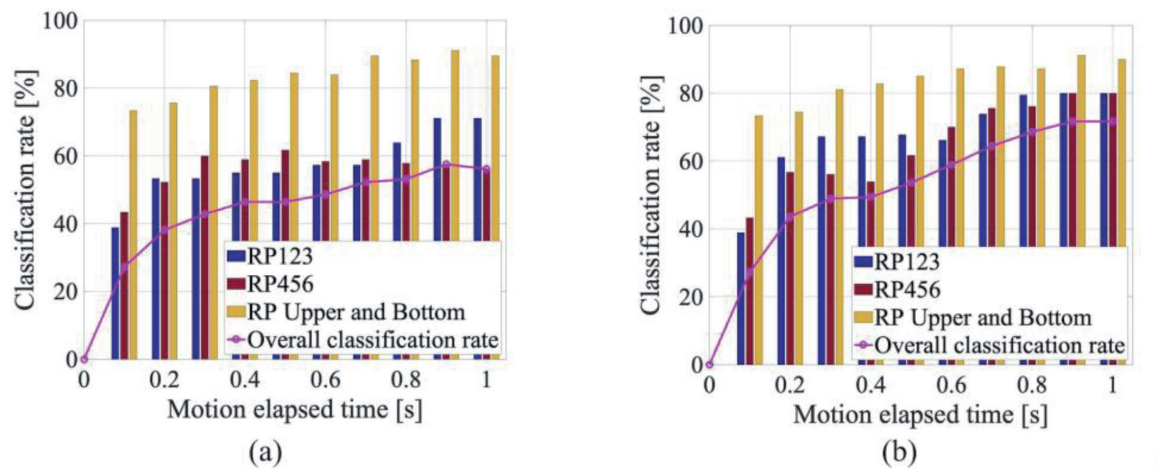 100
80
60
40
20
0
Classification rate [%]
RP123
RP456
RP Upper and Bottom
Overall classification rate
0 0.2 0.4 0.6 0.8 1
Motion elapsed time [s]
(a)
100
80
60
40
20
0
Classification rate [%]
RP123
RP456
RP Upper and Bottom
Overall classification rate
0 0.2 0.4 0.6 0.8 1
Motion elapsed time [s]
(b)